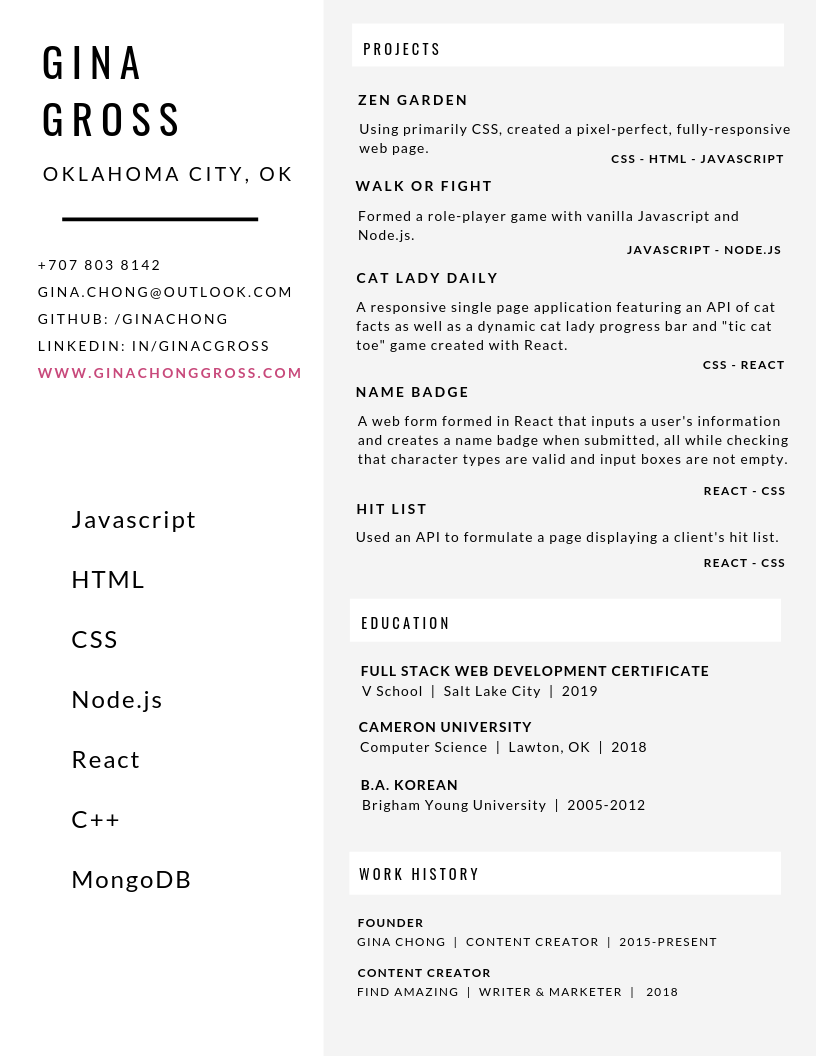 GINA
GROSS
OKLAHOMA CITY, OK
+707 803 8142
GINA.CHONG@OUTLOOK.COM
GITHUB: /GINACHONG
LINKEDIN: IN/GINACGROSS
WWW.GINACHONGGROSS.COM
Javascript
HTML
CSS
Node.js
React
C++
MongoDB
PROJECTS
ZEN GARDEN
Using primarily CSS, created a pixel-perfect, fully-responsive
web page.
CSS - HTML - JAVASCRIPT
WALK OR FIGHT
Formed a role-player game with vanilla Javascript and
Node.js.
JAVASCRIPT - NODE.JS
CAT LADY DAILY
A responsive single page application featuring an API of cat
facts as well as a dynamic cat lady progress bar and "tic cat
toe" game created with React.
CSS - REACT
NAME BADGE
A web form formed in React that inputs a user's information
and creates a name badge when submitted, all while checking
that character types are valid and input boxes are not empty.
REACT - CSS
HIT LIST
Used an API to formulate a page displaying a client's hit list.
REACT - CSS
EDUCATION
FULL STACK WEB DEVELOPMENT CERTIFICATE
V School | Salt Lake City | 2019
CAMERON UNIVERSITY
Computer Science | Lawton, OK | 2018
B.A. KOREAN
Brigham Young University | 2005-2012
WORK HISTORY
FOUNDER
GINA CHONG | CONTENT CREATOR | 2015-PRESENT
CONTENT CREATOR
FIND AMAZING | WRITER & MARKETER | 2018